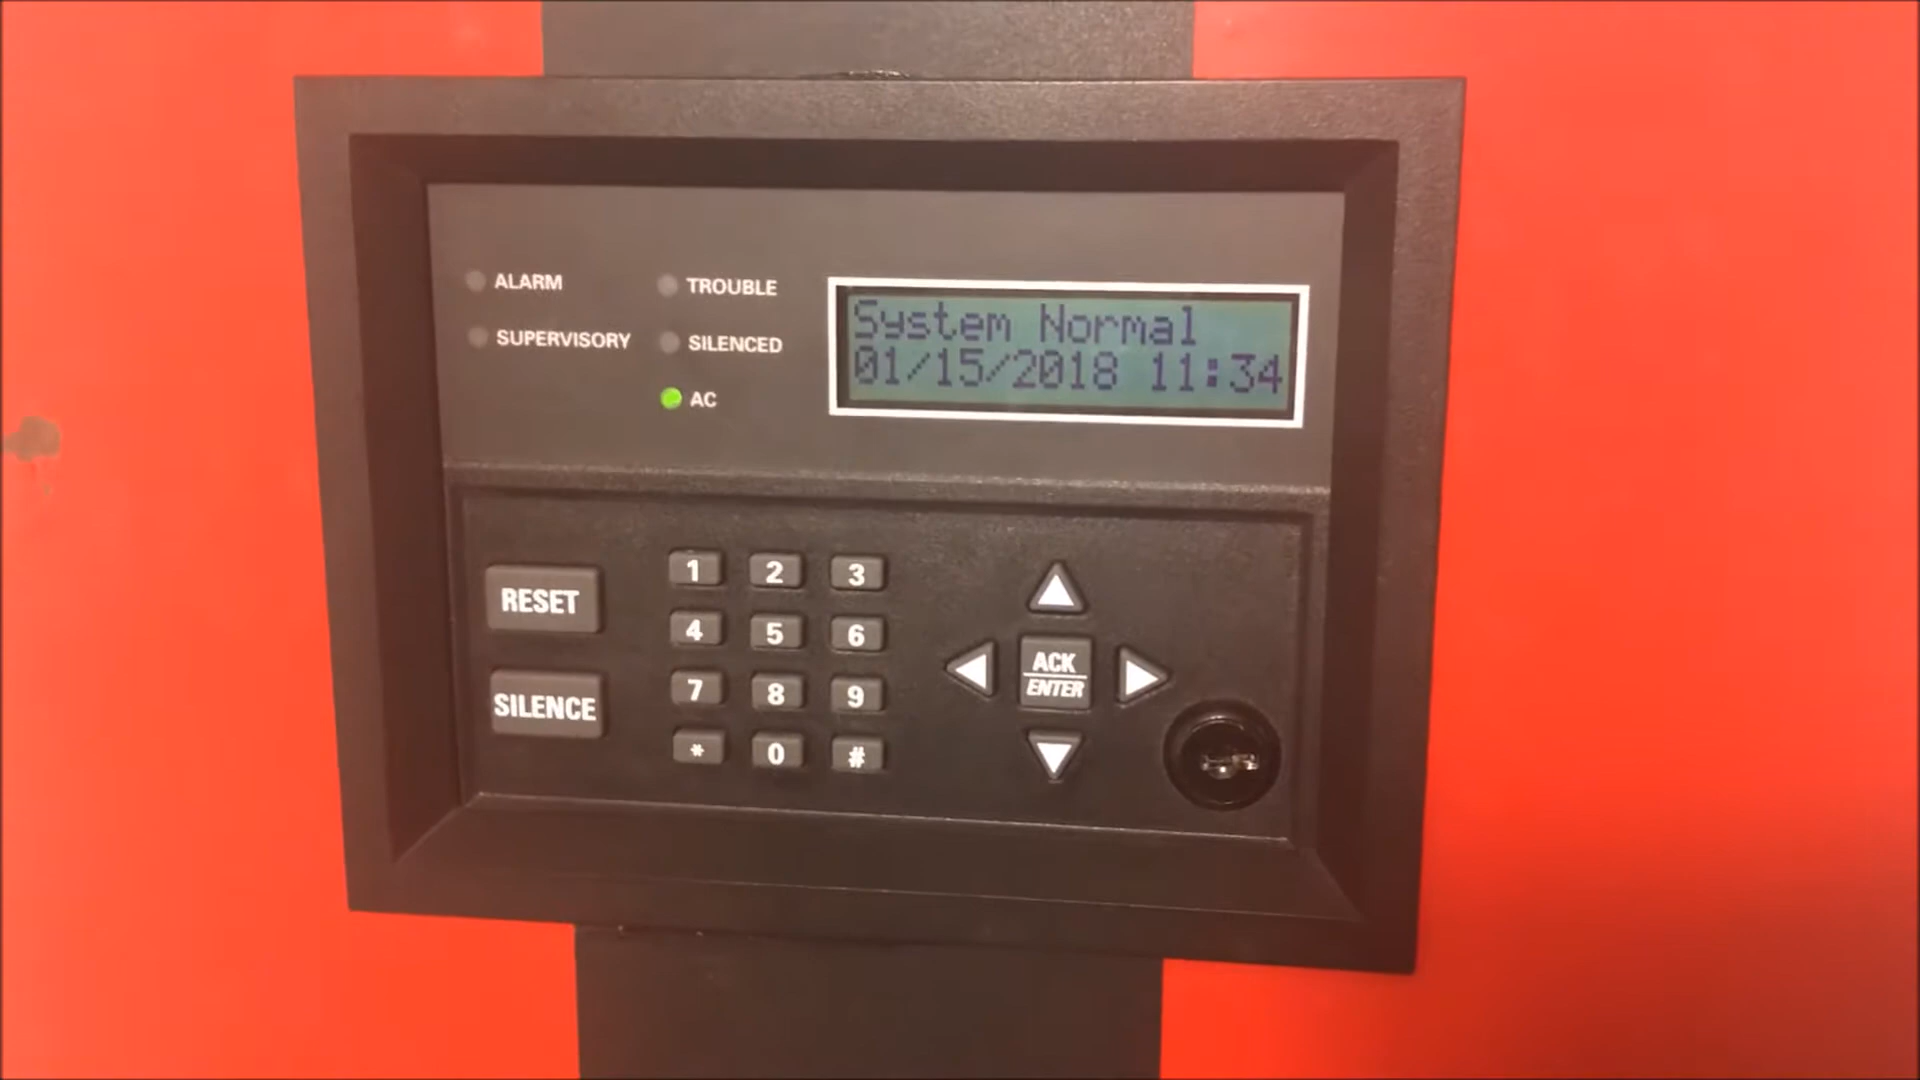 ALARM
TROUBLE
SUPERVISORY
SILENCED
AC
System Normal
01/15/2018 11:34
RESET
SILENCE
1 2 3
4 5 6
7 8 9
* 0 #
ACK
ENTER